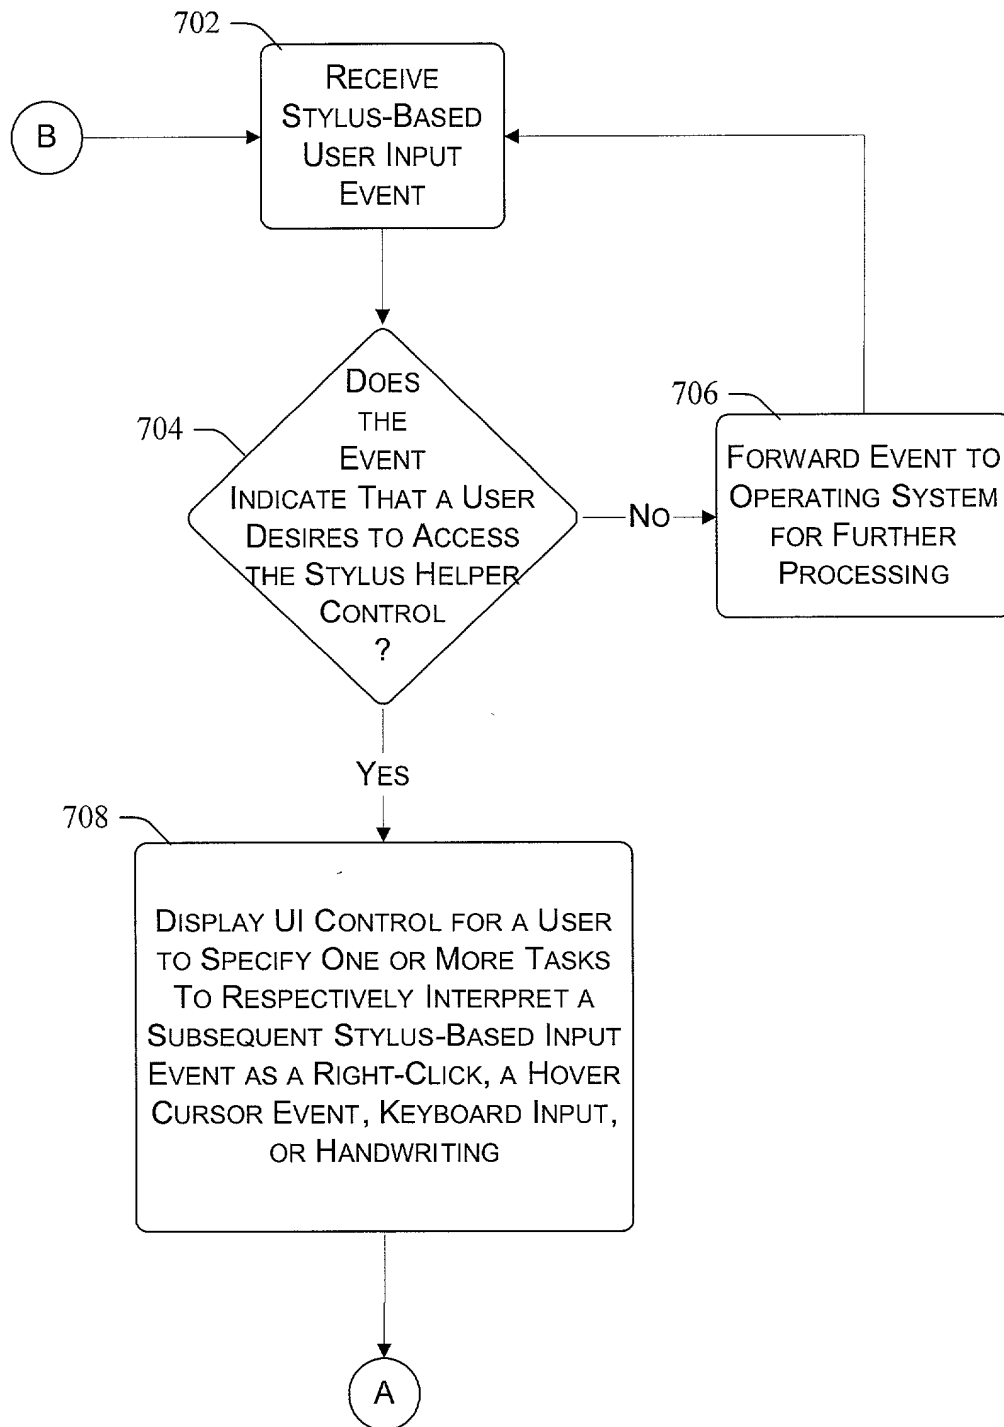 702
RECEIVE
STYLUS-BASED
USER INPUT
EVENT
B
704
DOES
THE
EVENT
INDICATE THAT A USER
DESIRES TO ACCESS
THE STYLUS HELPER
CONTROL
?
NO
706
FORWARD EVENT TO
OPERATING SYSTEM
FOR FURTHER
PROCESSING
YES
708
DISPLAY UI CONTROL FOR A USER
TO SPECIFY ONE OR MORE TASKS
TO RESPECTIVELY INTERPRET A
SUBSEQUENT STYLUS-BASED INPUT
EVENT AS A RIGHT-CLICK, A HOVER
CURSOR EVENT, KEYBOARD INPUT,
OR HANDWRITING
A